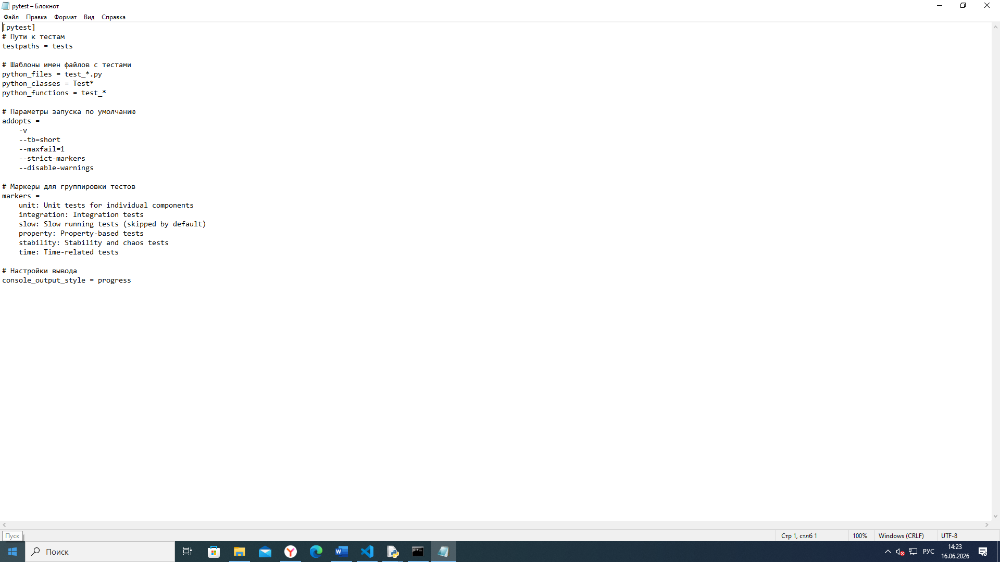 pytest – Блокнот
Файл Правка Формат Вид Справка
[pytest]
# Пути к тестам
testpaths = tests

# Шаблоны имен файлов с тестами
python_files = test_*.py
python_classes = Test*
python_functions = test_*

# Параметры запуска по умолчанию
addopts =
    -v
    --tb=short
    --maxfail=1
    --strict-markers
    --disable-warnings

# Маркеры для группировки тестов
markers =
    unit: Unit tests for individual components
    integration: Integration tests
    slow: Slow running tests (skipped by default)
    property: Property-based tests
    stability: Stability and chaos tests
    time: Time-related tests

# Настройки вывода
console_output_style = progress
Пуск
Стр 1, стлб 1 100% Windows (CRLF) UTF-8
Поиск
РУС
14:23
16.06.2026